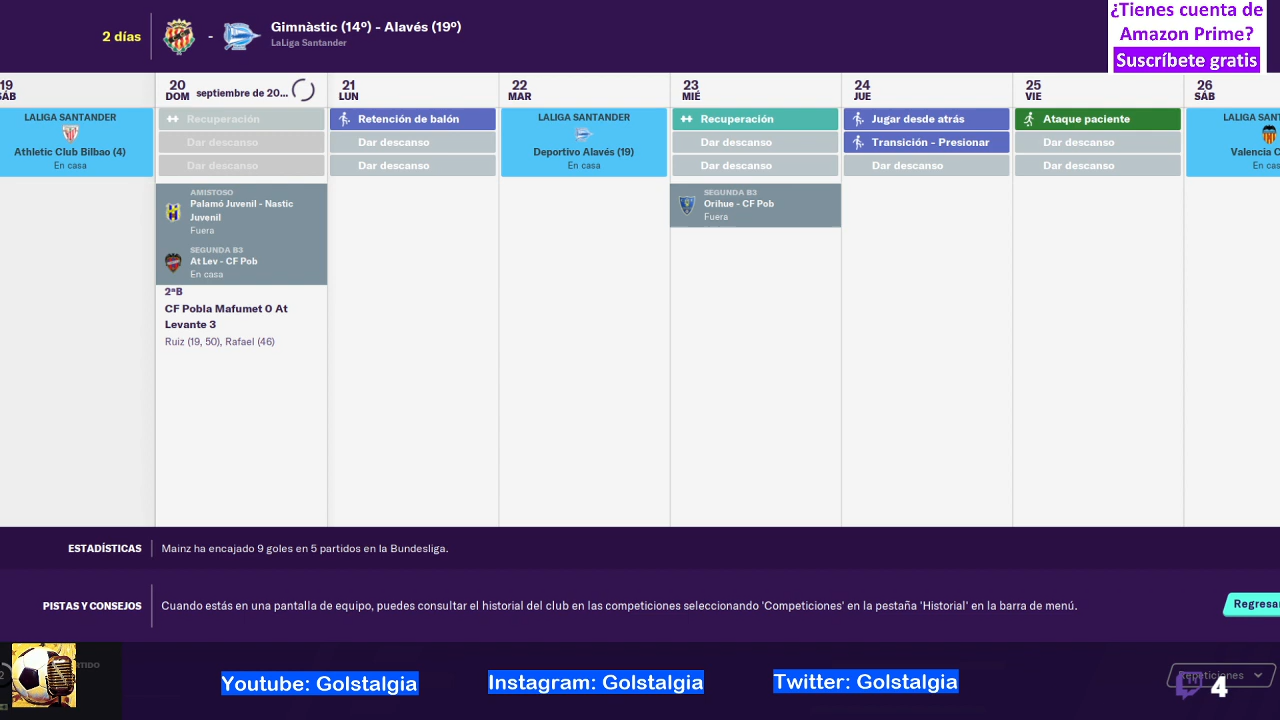 2 días
Gimnàstic (14º) - Alavés (19º)
LaLiga Santander
¿Tienes cuenta de
Amazon Prime?
Suscríbete gratis
19
SÁB
20
DOM
septiembre de 20...
21
LUN
22
MAR
23
MIÉ
24
JUE
25
VIE
26
SÁB
LALIGA SANTANDER
Athletic Club Bilbao (4)
En casa
Recuperación
Dar descanso
Dar descanso
AMISTOSO
Palamó Juvenil - Nastic
Juvenil
Fuera
SEGUNDA B3
At Lev - CF Pob
En casa
2ªB
CF Pobla Mafumet 0 At
Levante 3
Ruiz (19, 50), Rafael (46)
Retención de balón
Dar descanso
Dar descanso
LALIGA SANTANDER
Deportivo Alavés (19)
En casa
Recuperación
Dar descanso
Dar descanso
SEGUNDA B3
Orihue - CF Pob
Fuera
Jugar desde atrás
Transición - Presionar
Dar descanso
Ataque paciente
Dar descanso
Dar descanso
LALIGA SANT
Valencia C
En cas
ESTADÍSTICAS
Mainz ha encajado 9 goles en 5 partidos en la Bundesliga.
PISTAS Y CONSEJOS
Cuando estás en una pantalla de equipo, puedes consultar el historial del club en las competiciones seleccionando 'Competiciones' en la pestaña 'Historial' en la barra de menú.
Regresar
Youtube: Golstalgia
Instagram: Golstalgia
Twitter: Golstalgia
Repeticiones
4